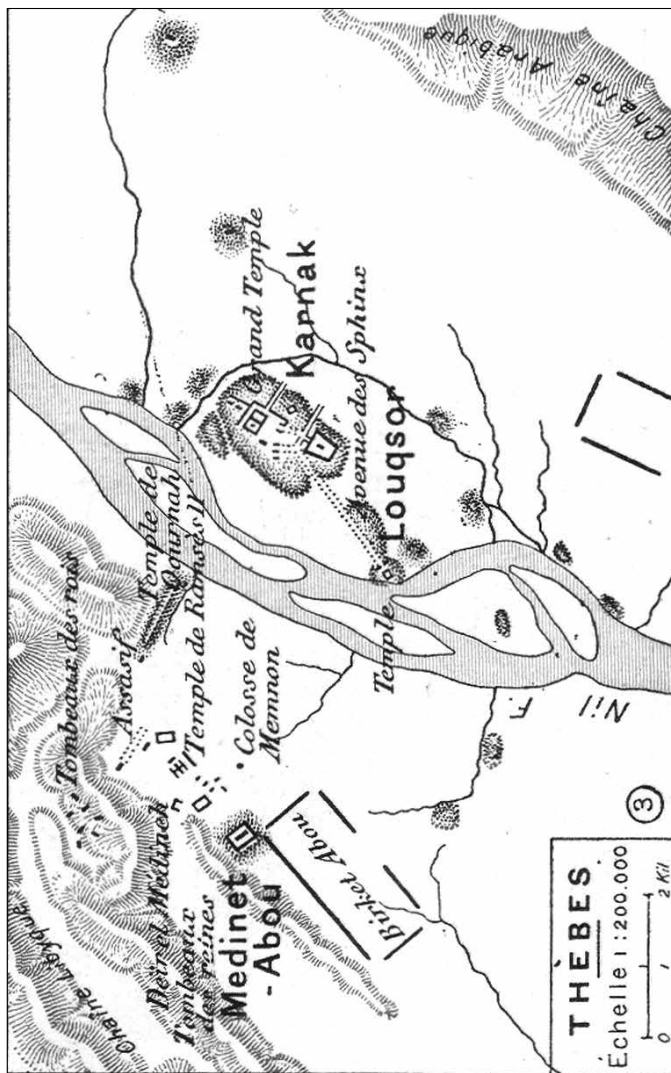 Chaîne Arabique
Grand Temple
Karnak
Avenue des Sphinx
Louqsor
Temple
Tombeaux des rois
Assasif
Temple de
Qournah
Temple de Ramsès II
Colosse de
Memnon
Chaîne Libyque
Deïr el Médineh
Tombeaux
des reines
Medinet
-Abou
Birket Abou
F. Nil
3
THÈBES
Échelle 1:200.000
0 1 2 Kil